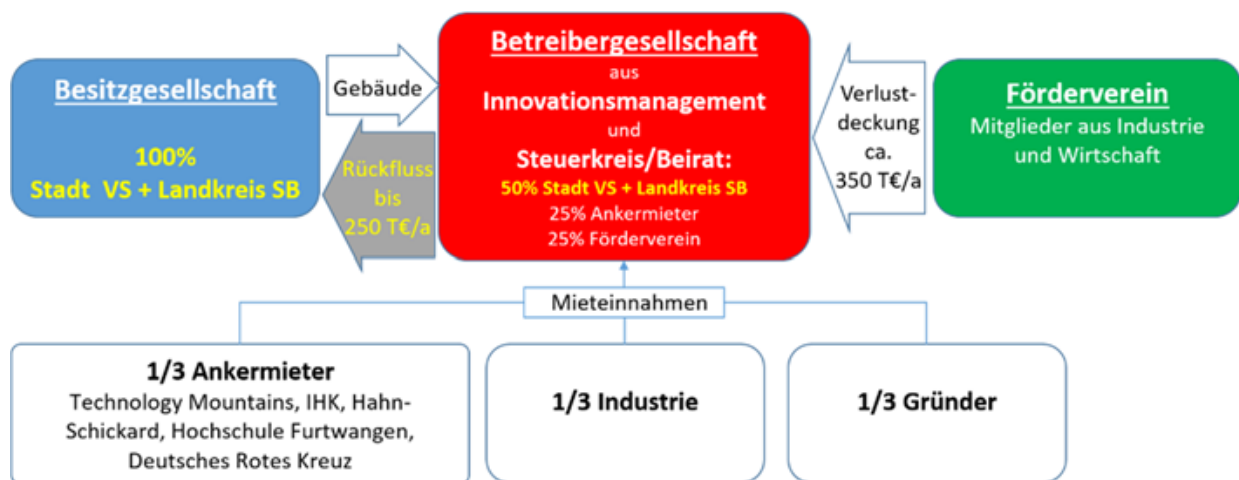 Besitzgesellschaft
100%
Stadt VS + Landkreis SB
Gebäude
Rückfluss
bis
250 T€/a
Betreibergesellschaft
aus
Innovationsmanagement
und
Steuerkreis/Beirat:
50% Stadt VS + Landkreis SB
25% Ankermieter
25% Förderverein
Verlust-
deckung
ca.
350 T€/a
Förderverein
Mitglieder aus Industrie
und Wirtschaft
Mieteinnahmen
1/3 Ankermieter
Technology Mountains, IHK, Hahn-
Schickard, Hochschule Furtwangen,
Deutsches Rotes Kreuz
1/3 Industrie
1/3 Gründer